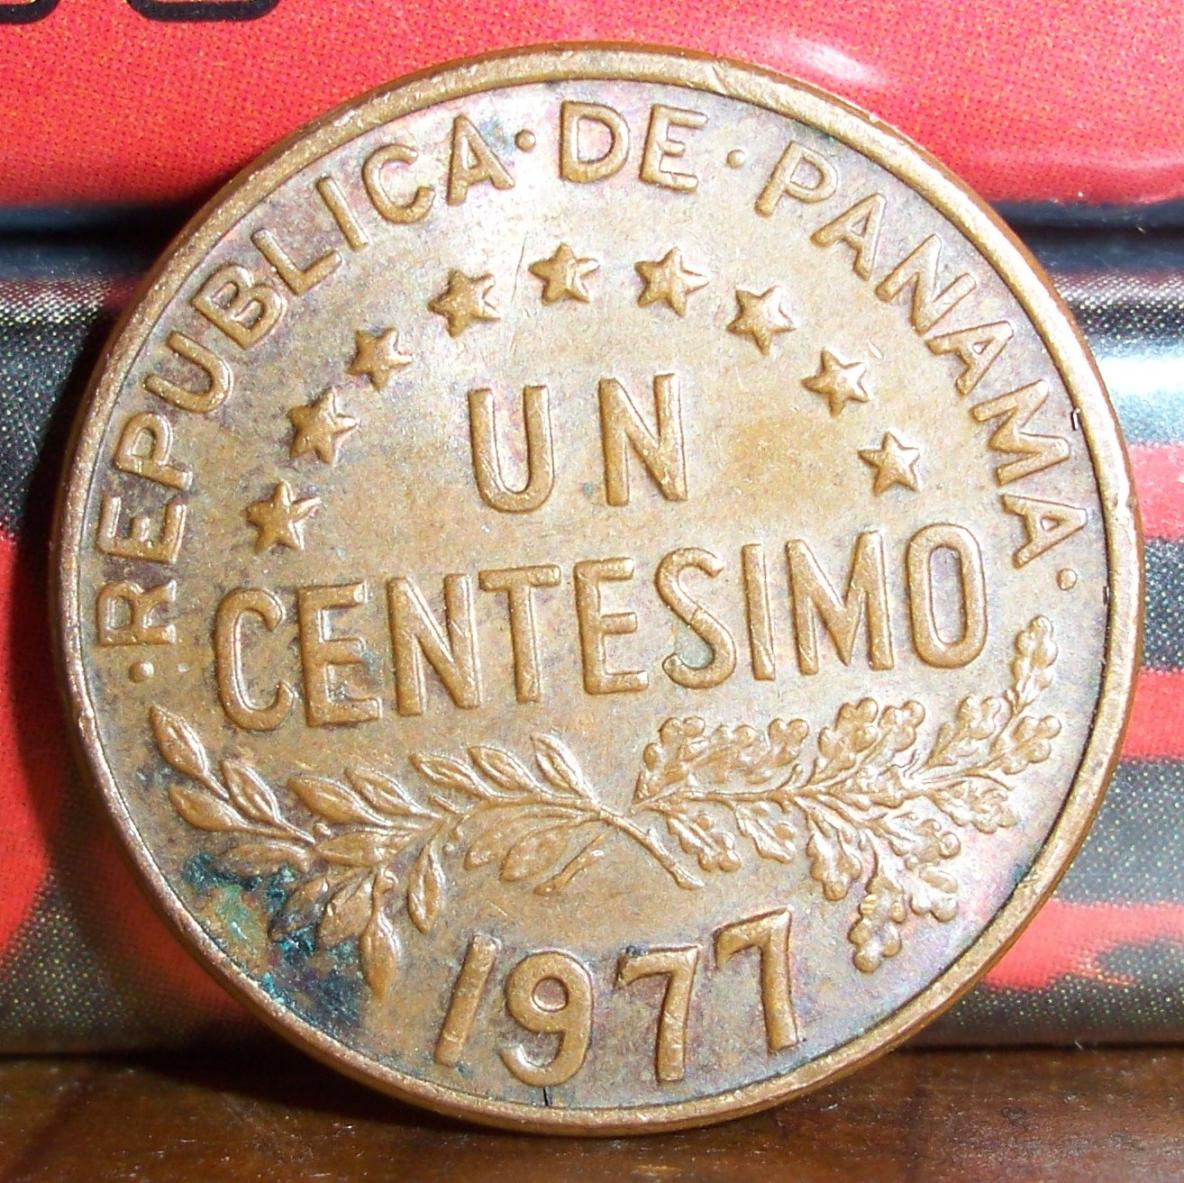 ·REPUBLICA·DE·PANAMA·
UN
CENTESIMO
1977